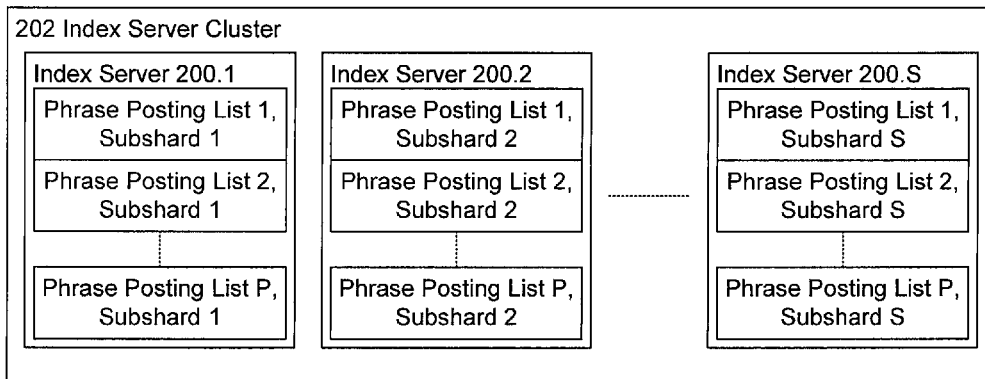 202 Index Server Cluster
Index Server 200.1
Phrase Posting List 1,
Subshard 1
Phrase Posting List 2,
Subshard 1
Phrase Posting List P,
Subshard 1
Index Server 200.2
Phrase Posting List 1,
Subshard 2
Phrase Posting List 2,
Subshard 2
Phrase Posting List P,
Subshard 2
Index Server 200.S
Phrase Posting List 1,
Subshard S
Phrase Posting List 2,
Subshard S
Phrase Posting List P,
Subshard S